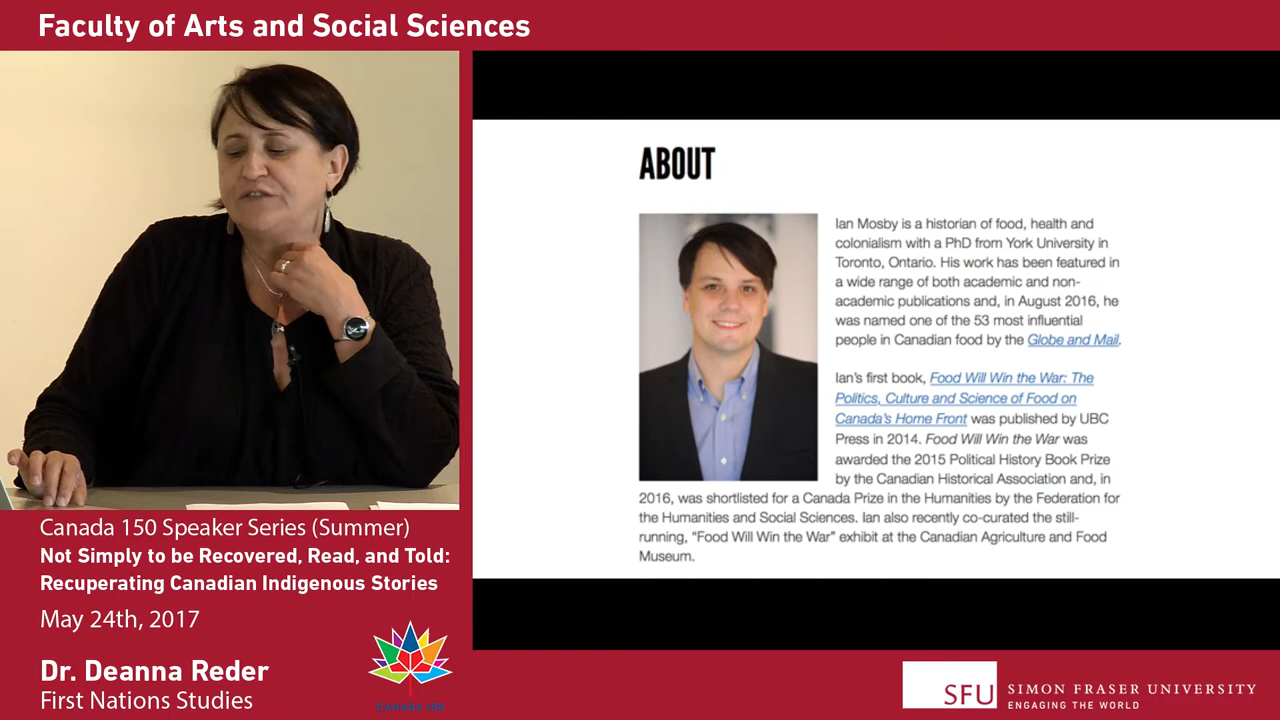 Faculty of Arts and Social Sciences
ABOUT
Ian Mosby is a historian of food, health and
colonialism with a PhD from York University in
Toronto, Ontario. His work has been featured in
a wide range of both academic and non-
academic publications and, in August 2016, he
was named one of the 53 most influential
people in Canadian food by the Globe and Mail.
Ian's first book, Food Will Win the War: The
Politics, Culture and Science of Food on
Canada's Home Front was published by UBC
Press in 2014. Food Will Win the War was
awarded the 2015 Political History Book Prize
by the Canadian Historical Association and, in
2016, was shortlisted for a Canada Prize in the Humanities by the Federation for
the Humanities and Social Sciences. Ian also recently co-curated the still-
running, "Food Will Win the War" exhibit at the Canadian Agriculture and Food
Museum.
Canada 150 Speaker Series (Summer)
Not Simply to be Recovered, Read, and Told:
Recuperating Canadian Indigenous Stories
May 24th, 2017
Dr. Deanna Reder
First Nations Studies
CANADA 150
SFU
SIMON FRASER UNIVERSITY
ENGAGING THE WORLD